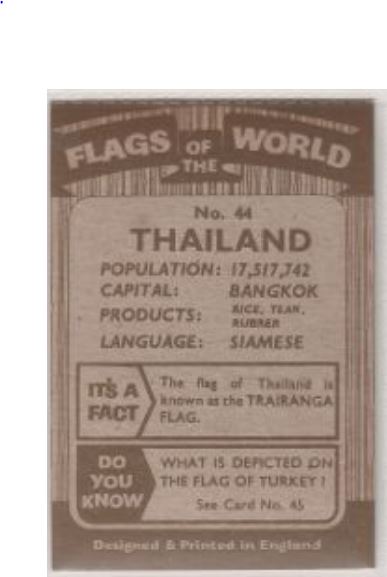 FLAGS OF THE WORLD
No. 44
THAILAND
POPULATION: 17,517,742
CAPITAL: BANGKOK
PRODUCTS: RICE, TEAK,
RUBBER
LANGUAGE: SIAMESE
IT'S A
FACT
The flag of Thailand is
known as the TRAIRANGA
FLAG.
DO
YOU
KNOW
WHAT IS DEPICTED ON
THE FLAG OF TURKEY?
See Card No. 45
Designed & Printed in England